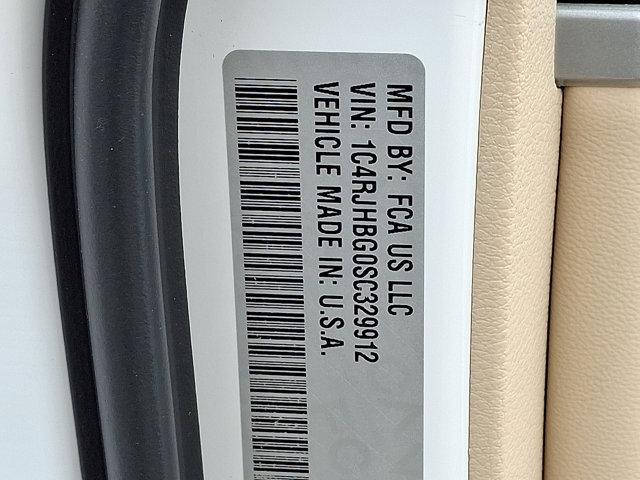 MFD BY: FCA US LLC
VIN: 1C4RJHBG0SC329912
VEHICLE MADE IN: U.S.A.